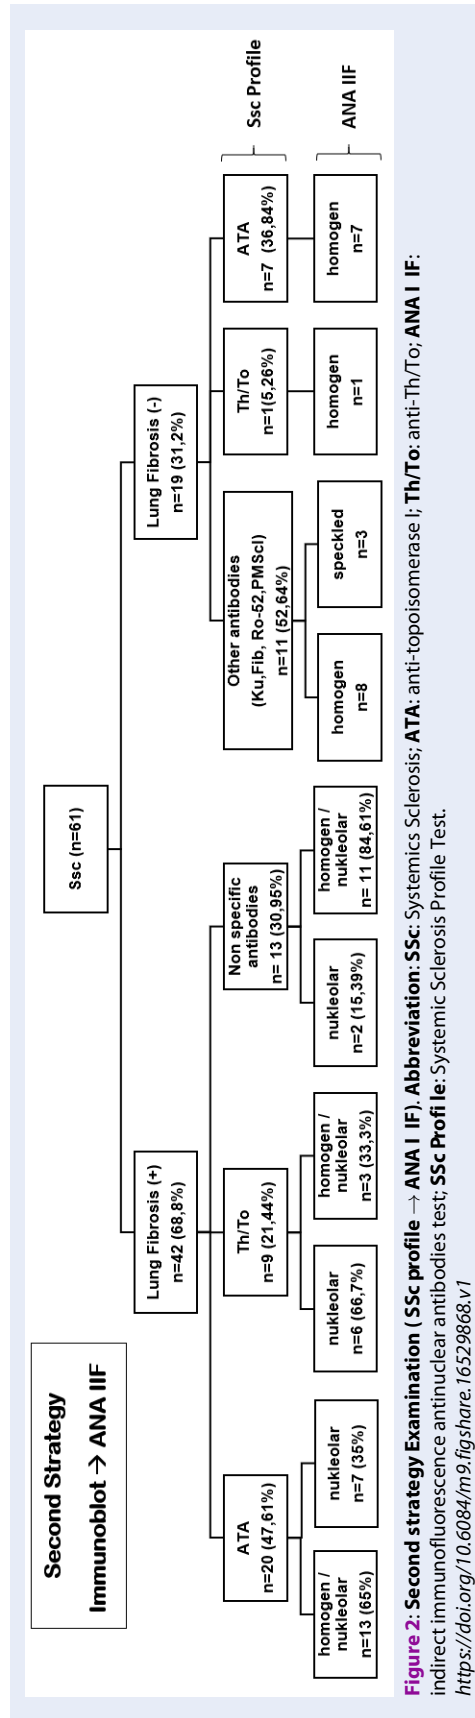 Second Strategy
Immunoblot → ANA IIF
Ssc (n=61)
Lung Fibrosis (+)
n=42 (68,8%)
Lung Fibrosis (-)
n=19 (31,2%)
ATA
n=20 (47,61%)
Th/To
n=9 (21,44%)
Non specific
antibodies
n= 13 (30,95%)
Other antibodies
(Ku,Fib, Ro-52,PMScl)
n=11 (52,64%)
Th/To
n=1(5,26%)
ATA
n=7 (36,84%)
Ssc Profile
homogen /
nukleolar
n=13 (65%)
nukleolar
n=7 (35%)
nukleolar
n=6 (66,7%)
homogen /
nukleolar
n=3 (33,3%)
nukleolar
n=2 (15,39%)
homogen /
nukleolar
n= 11 (84,61%)
homogen
n=8
speckled
n=3
homogen
n=1
homogen
n=7
ANA IIF
Figure 2: Second strategy Examination ( SSc profile → ANA I IF). Abbreviation: SSc: Systemics Sclerosis; ATA: anti-topoisomerase I; Th/To: anti-Th/To; ANA I IF:
indirect immunofluorescence antinuclear antibodies test; SSc Profi le: Systemic Sclerosis Profile Test.
https://doi.org/10.6084/m9.figshare.16529868.v1